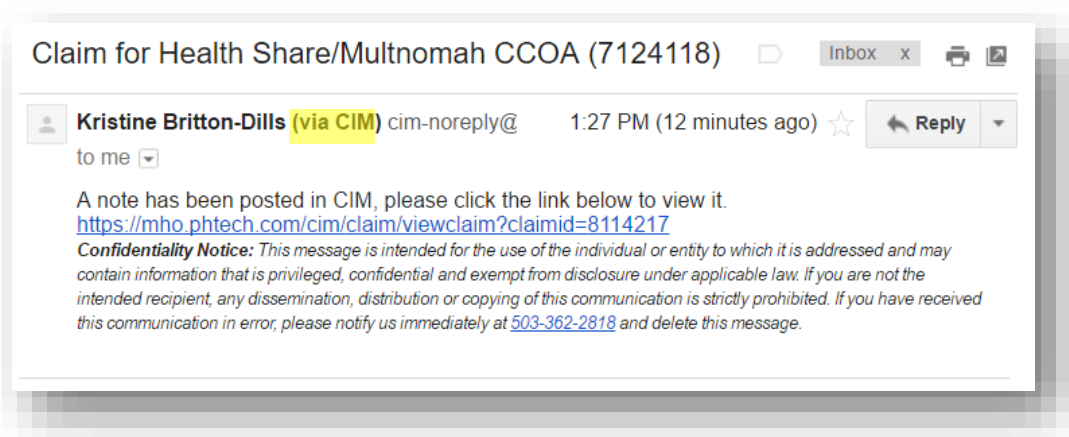 Claim for Health Share/Multnomah CCOA (7124118) Inbox x
Kristine Britton-Dills (via CIM) cim-noreply@ 1:27 PM (12 minutes ago) Reply
to me
A note has been posted in CIM, please click the link below to view it.
https://mho.phtech.com/cim/claim/viewclaim?claimid=8114217
Confidentiality Notice: This message is intended for the use of the individual or entity to which it is addressed and may
contain information that is privileged, confidential and exempt from disclosure under applicable law. If you are not the
intended recipient, any dissemination, distribution or copying of this communication is strictly prohibited. If you have received
this communication in error, please notify us immediately at 503-362-2818 and delete this message.